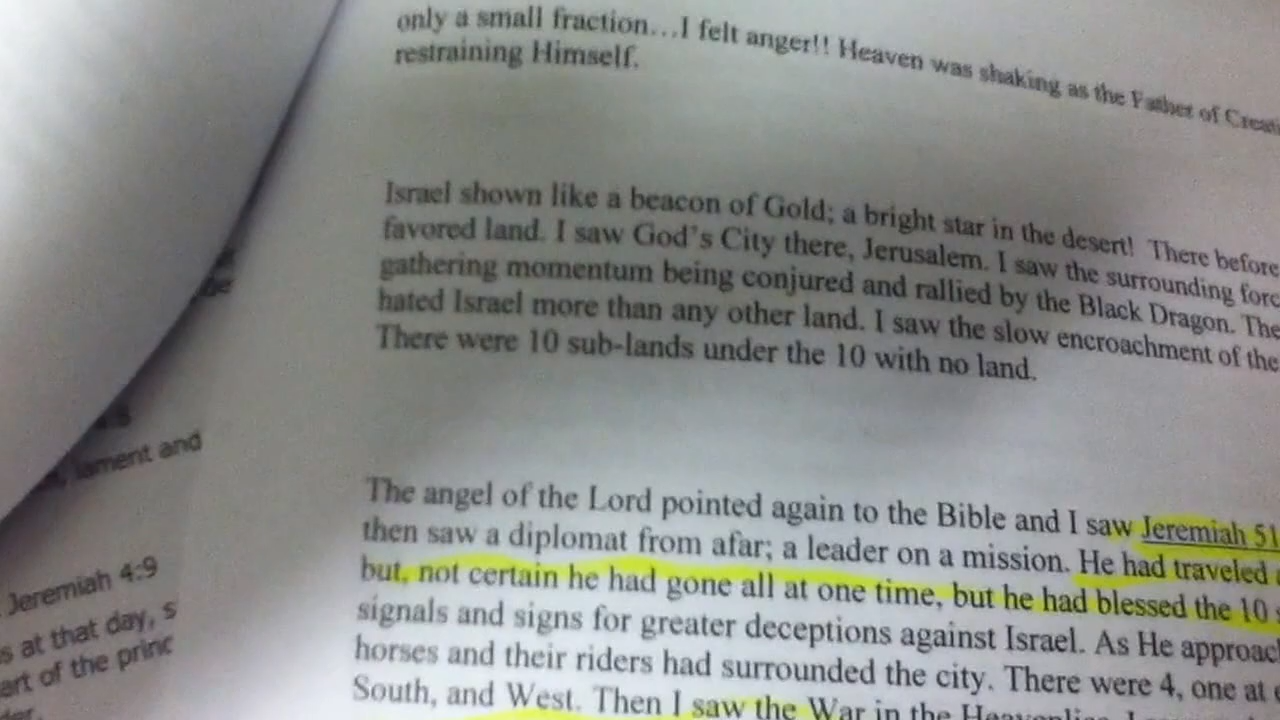 only a small fraction…I felt anger!! Heaven was shaking as the Father of
restraining Himself.
Israel shown like a beacon of Gold; a bright star in the desert! There before
favored land. I saw God's City there, Jerusalem. I saw the surrounding
gathering momentum being conjured and rallied by the Black Dragon. The
hated Israel more than any other land. I saw the slow encroachment of the
There were 10 sub-lands under the 10 with no land.
The angel of the Lord pointed again to the Bible and I saw Jeremiah 51
then saw a diplomat from afar; a leader on a mission. He had traveled
but, not certain he had gone all at one time, but he had blessed the 10
signals and signs for greater deceptions against Israel. As He
horses and their riders had surrounded the city. There were 4, one at
South, and West. Then I saw the War in the Heavenlies.
lament and
Jeremiah 4:9
s at that day, s
art of the princ